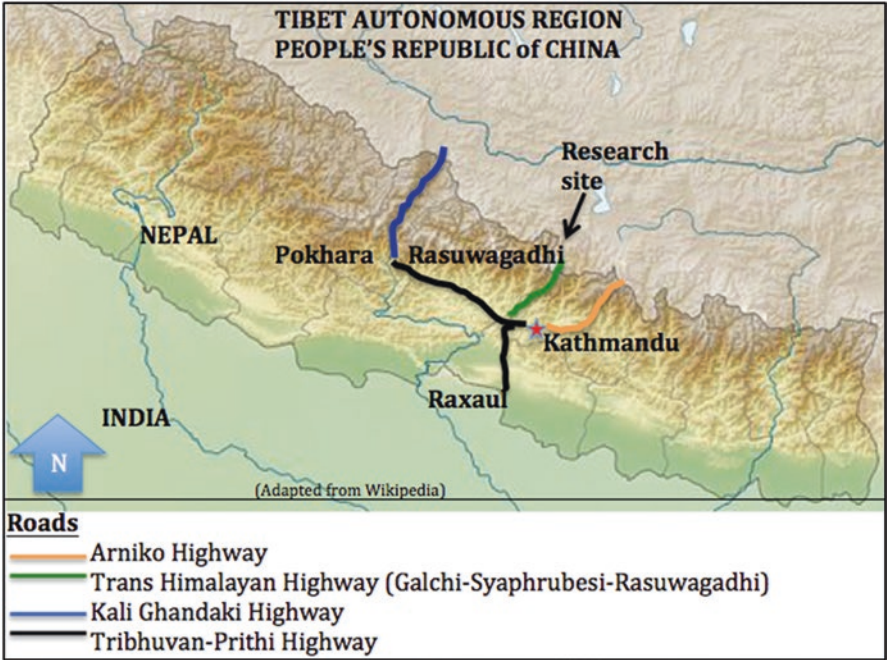 TIBET AUTONOMOUS REGION
PEOPLE'S REPUBLIC of CHINA
Research
site
NEPAL
Pokhara
Rasuwagadhi
Kathmandu
Raxaul
INDIA
N
(Adapted from Wikipedia)
Roads
Arniko Highway
Trans Himalayan Highway (Galchi-Syaphrubesi-Rasuwagadhi)
Kali Ghandaki Highway
Tribhuvan-Prithi Highway